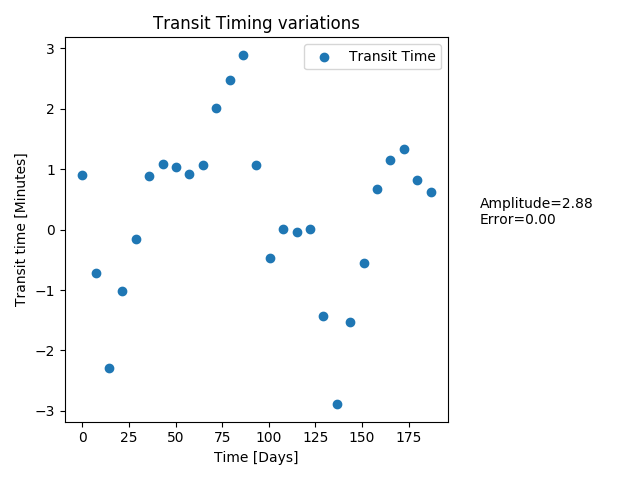 Transit Timing variations
Transit Time
3
2
1
0
−1
−2
−3
Transit time [Minutes]
Amplitude=2.88
Error=0.00
0 25 50 75 100 125 150 175
Time [Days]